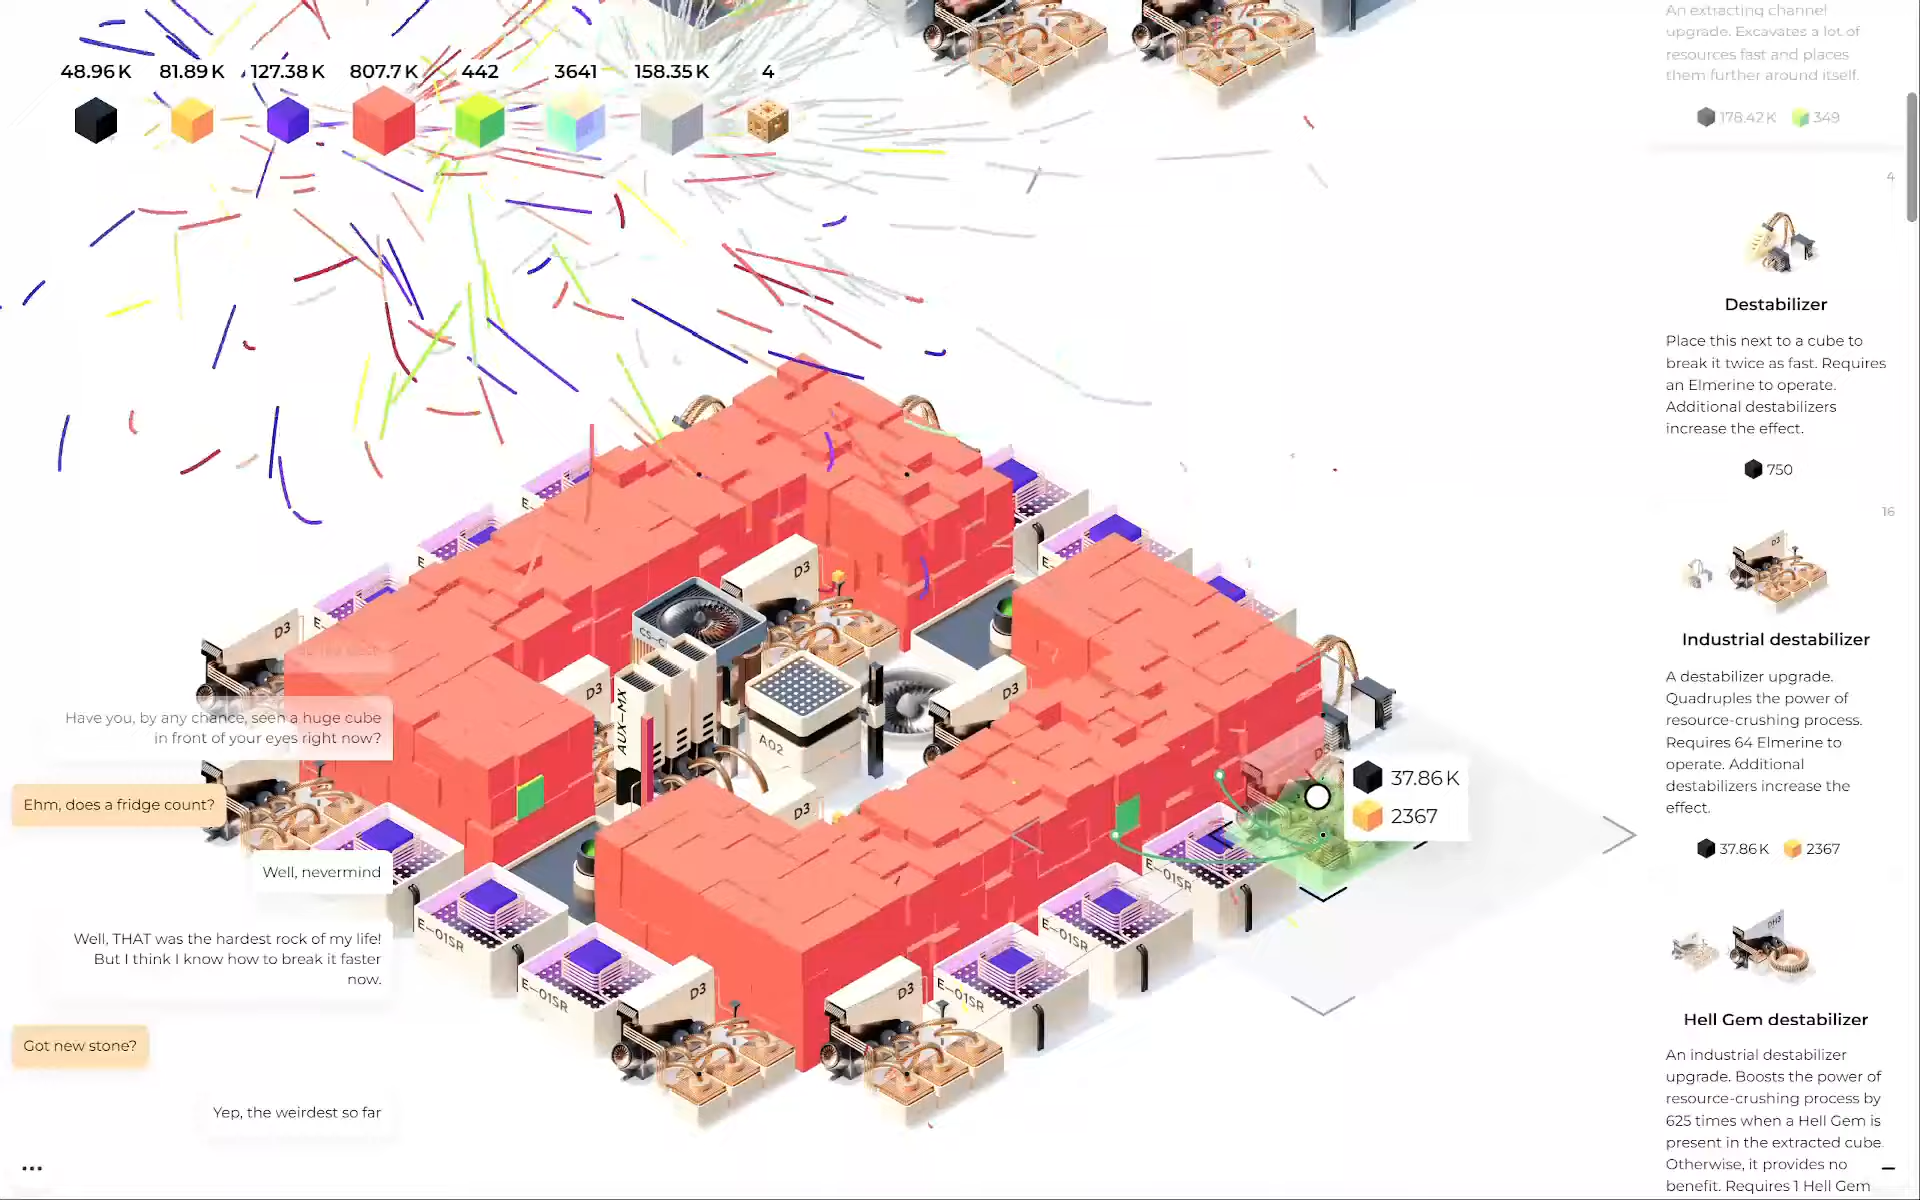 48.96 K 81.89 K 127.38 K 807.7 K 442 3641 158.35 K 4
An extracting channel
upgrade. Excavates a lot of
resources fast and places
them further around itself.
178.42 K 349
4
Destabilizer
Place this next to a cube to
break it twice as fast. Requires
an Elmerine to operate.
Additional destabilizers
increase the effect.
750
16
D3
Industrial destabilizer
A destabilizer upgrade.
Quadruples the power of
resource-crushing process.
Requires 64 Elmerine to
operate. Additional
destabilizers increase the
effect.
37.86 K 2367
Hell Gem destabilizer
An industrial destabilizer
upgrade. Boosts the power of
resource-crushing process by
625 times when a Hell Gem is
present in the extracted cube.
Otherwise, it provides no
benefit. Requires 1 Hell Gem
Have you, by any chance, seen a huge cube
in front of your eyes right now?
Ehm, does a fridge count?
Well, nevermind
Well, THAT was the hardest rock of my life!
But I think I know how to break it faster
now.
Got new stone?
Yep, the weirdest so far
...
37.86 K
2367
D3
D3
D3
D3
D3
AUX-MX
A02
E-01SR
E-01SR
E-01SR
E-01SR
E-01SR
D3
D3